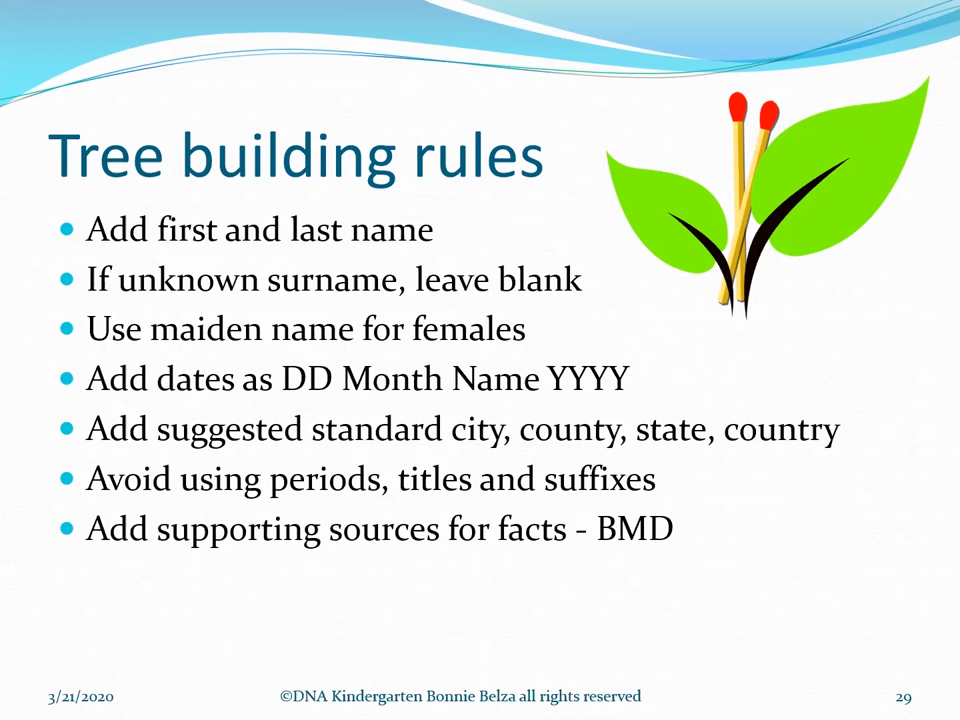 Tree building rules
Add first and last name
If unknown surname, leave blank
Use maiden name for females
Add dates as DD Month Name YYYY
Add suggested standard city, county, state, country
Avoid using periods, titles and suffixes
Add supporting sources for facts - BMD
3/21/2020 ©DNA Kindergarten Bonnie Belza all rights reserved 29